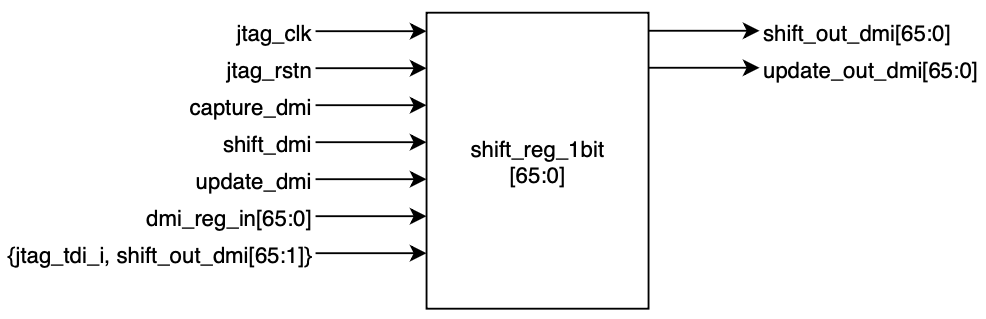 jtag_clk
jtag_rstn
capture_dmi
shift_dmi
update_dmi
dmi_reg_in[65:0]
{jtag_tdi_i, shift_out_dmi[65:1]}
shift_reg_1bit
[65:0]
shift_out_dmi[65:0]
update_out_dmi[65:0]